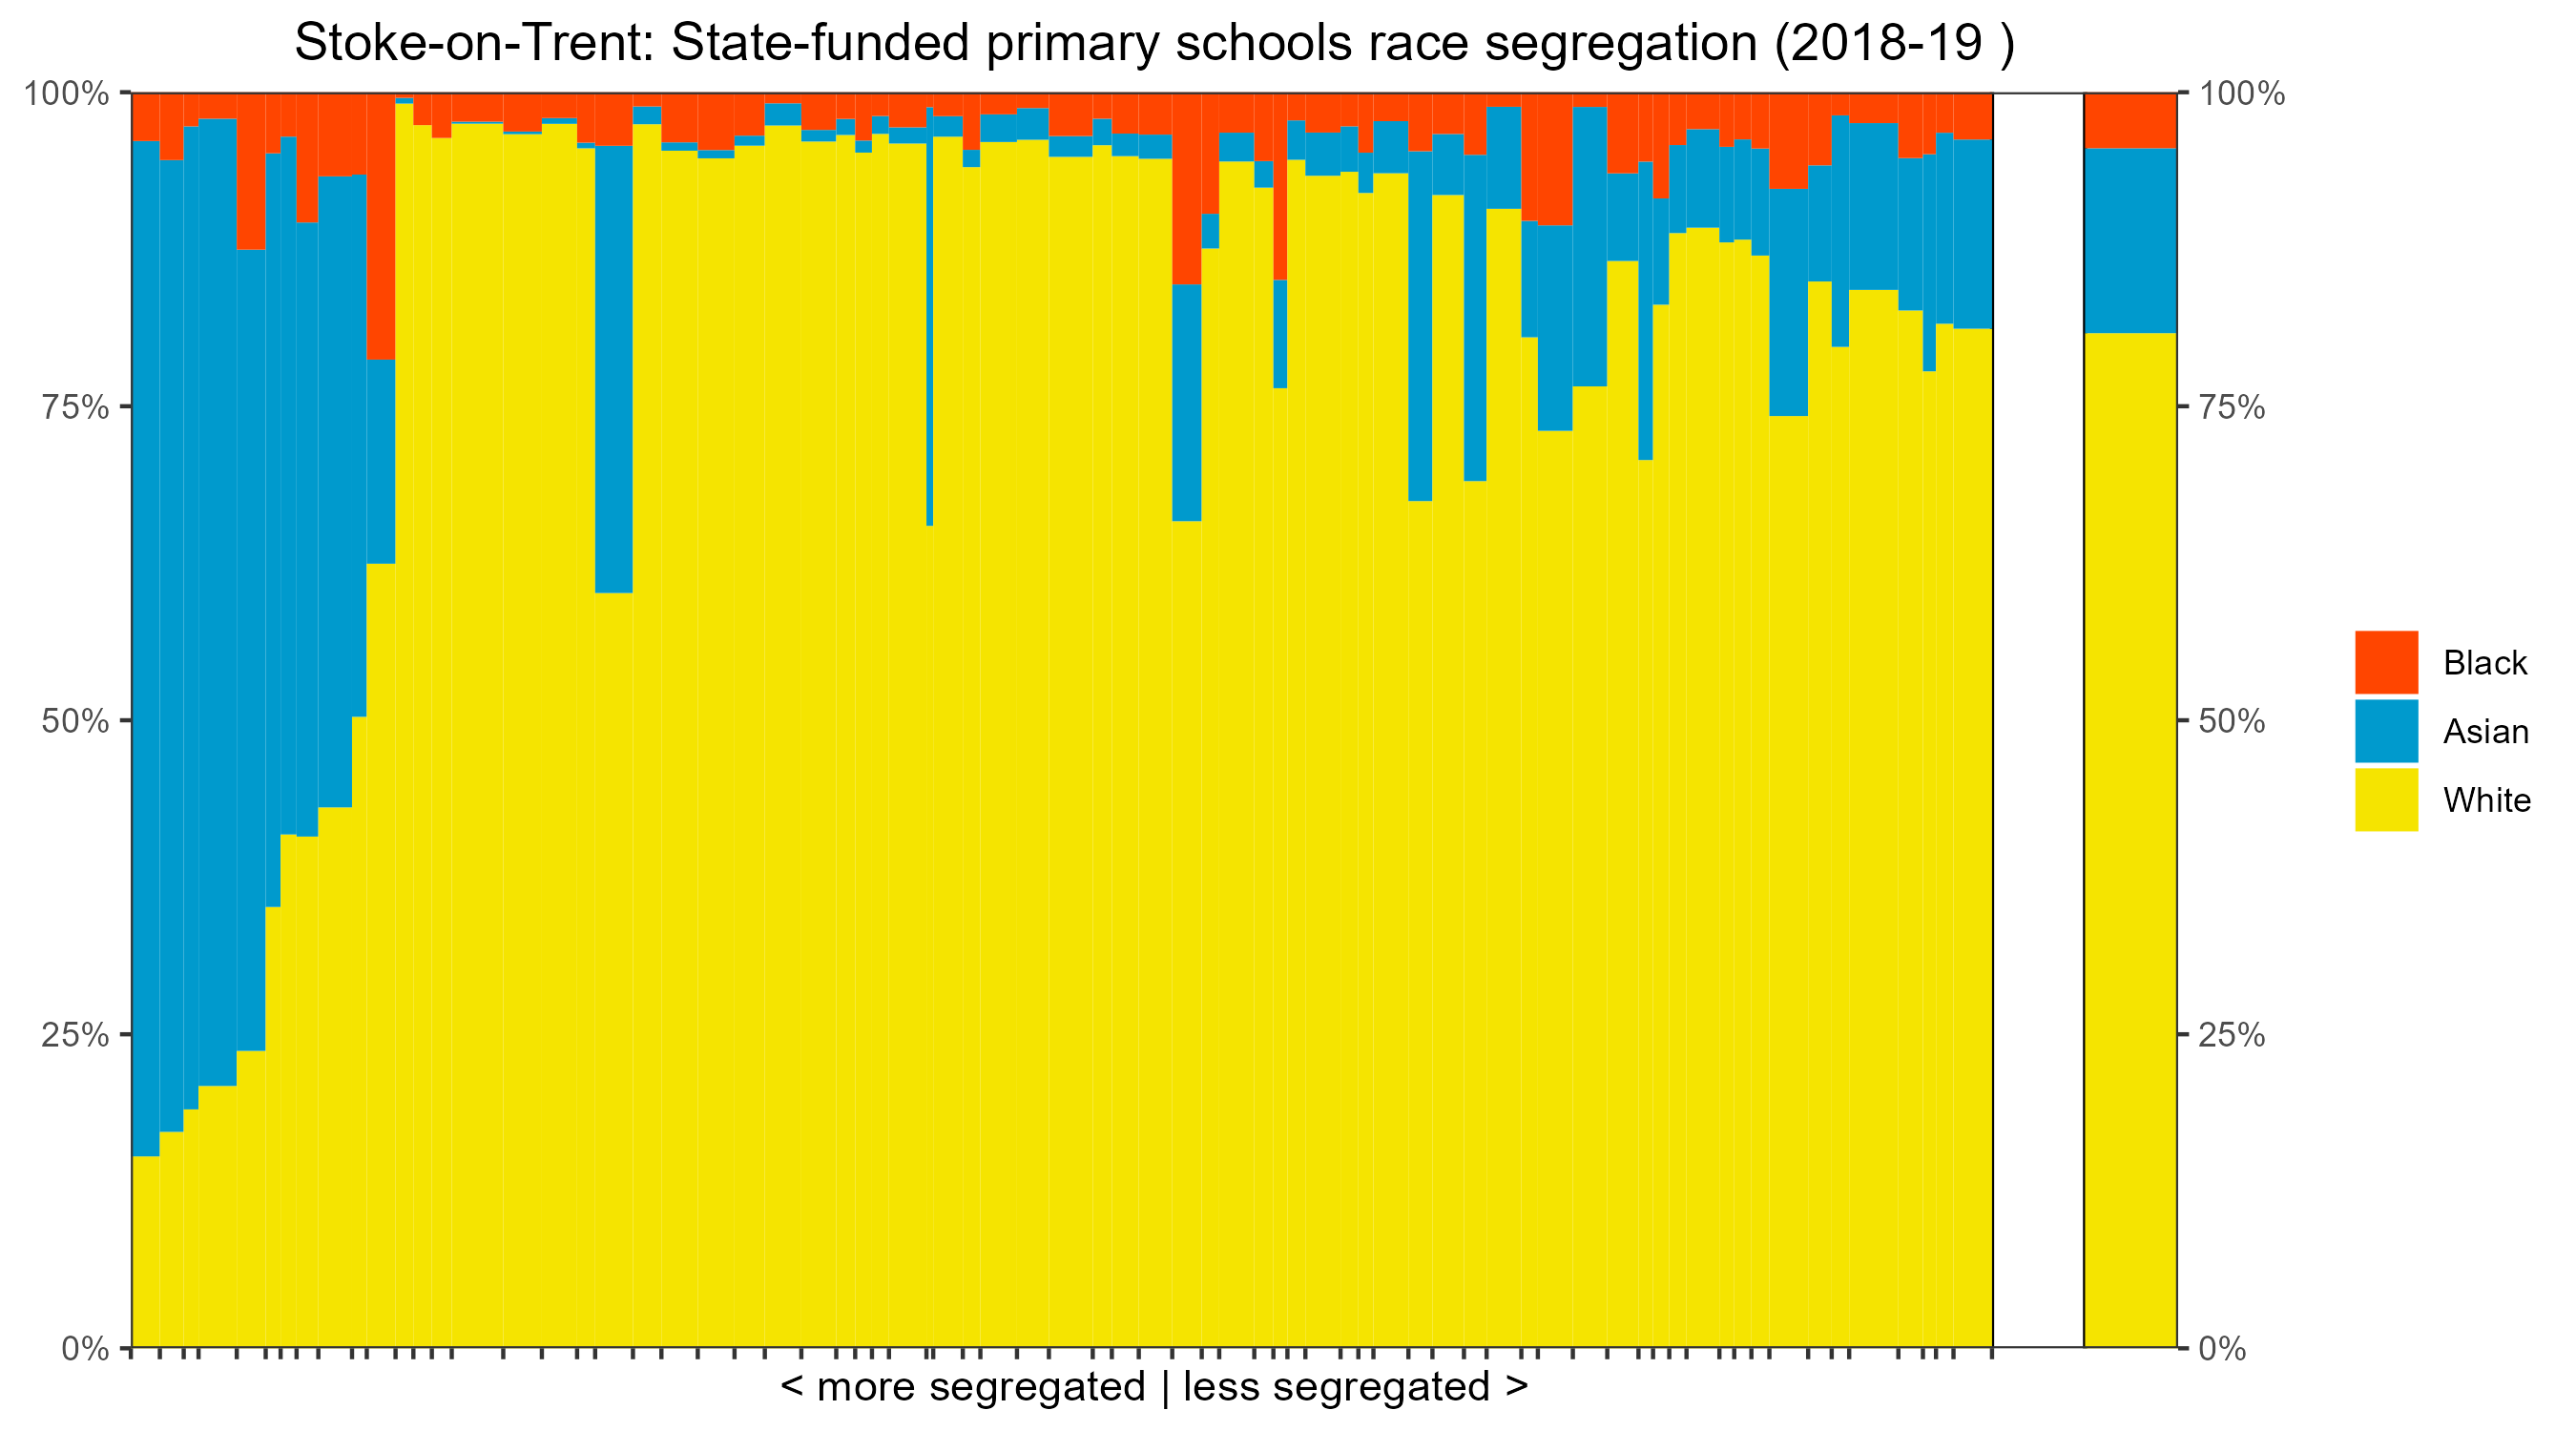 Stoke-on-Trent: State-funded primary schools race segregation (2018-19 )
100%
75%
50%
25%
0%
100%
75%
50%
25%
0%
Black
Asian
White
< more segregated | less segregated >